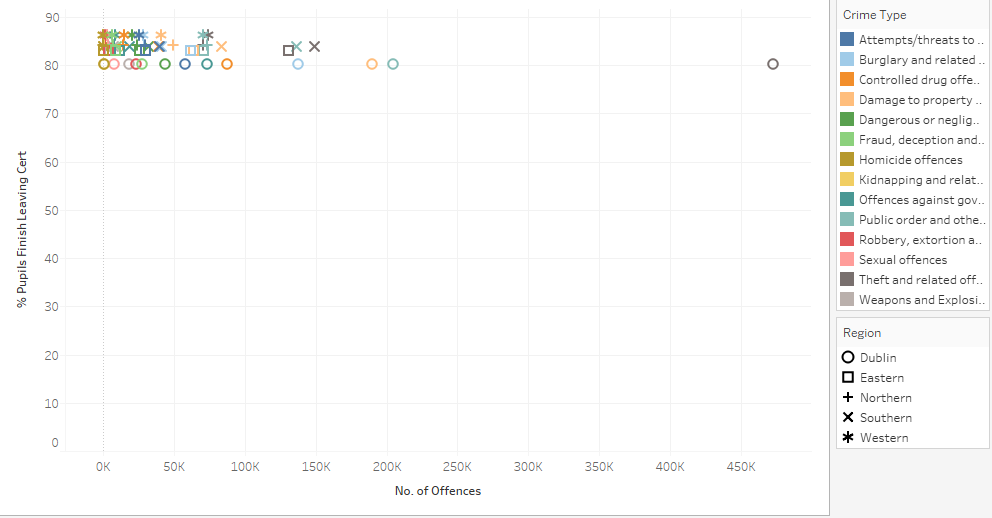 90
80
70
60
50
40
30
20
10
0
% Pupils Finish Leaving Cert
0K 50K 100K 150K 200K 250K 300K 350K 400K 450K
No. of Offences
Crime Type
Attempts/threats to ..
Burglary and related ..
Controlled drug offe..
Damage to property ..
Dangerous or neglig..
Fraud, deception and..
Homicide offences
Kidnapping and relat..
Offences against gov..
Public order and othe..
Robbery, extortion a..
Sexual offences
Theft and related off..
Weapons and Explosi..
Region
Dublin
Eastern
Northern
Southern
Western